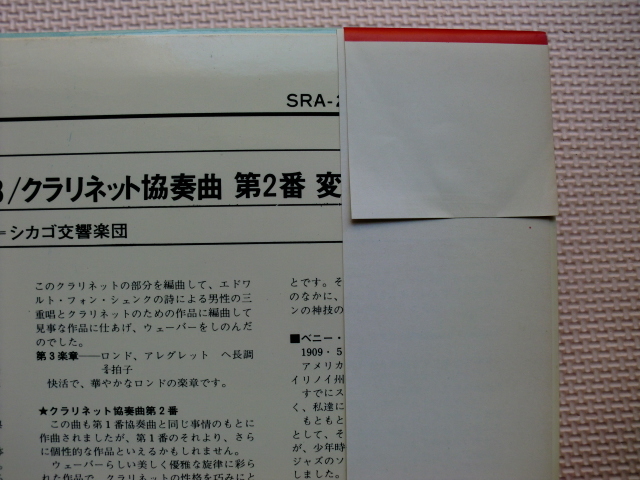 SRA-2
/クラリネット協奏曲 第2番 変
=シカゴ交響楽団
このクラリネットの部分を編曲して、エドワ
ルト・フォン・シェンクの詩による男性の三
重唱とクラリネットのための作品に編曲して
見事な作品に仕あげ、ウェーバーをしのんだ
のでした。
第3楽章——ロンド、アレグレット ヘ長調
拍子
快活で、華やかなロンドの楽章です。
★クラリネット協奏曲第2番
この曲も第1番協奏曲と同じ事情のもとに
作曲されましたが、第1番のそれより、さら
に個性的な作品といえるかもしれません。
ウェーバーらしい美しく優雅な旋律に彩ら
れた作品で、クラリネットの性格を巧みにと
とです。そ
のなかに、
ンの神技の
■ベニー・
1909・5
アメリカ
イリノイ州
すでにス
く、私達に
もともと
として、そ
が、少年時
ジャズのソ
しました。